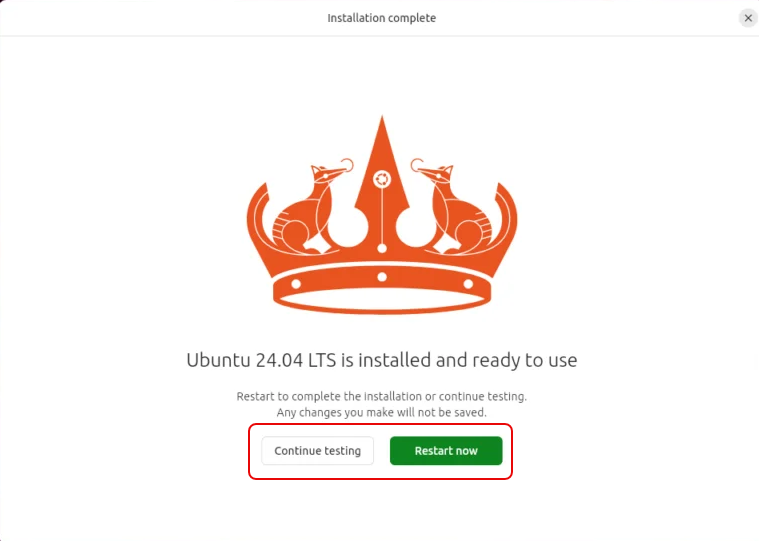 Installation complete
Ubuntu 24.04 LTS is installed and ready to use
Restart to complete the installation or continue testing.
Any changes you make will not be saved.
Continue testing
Restart now